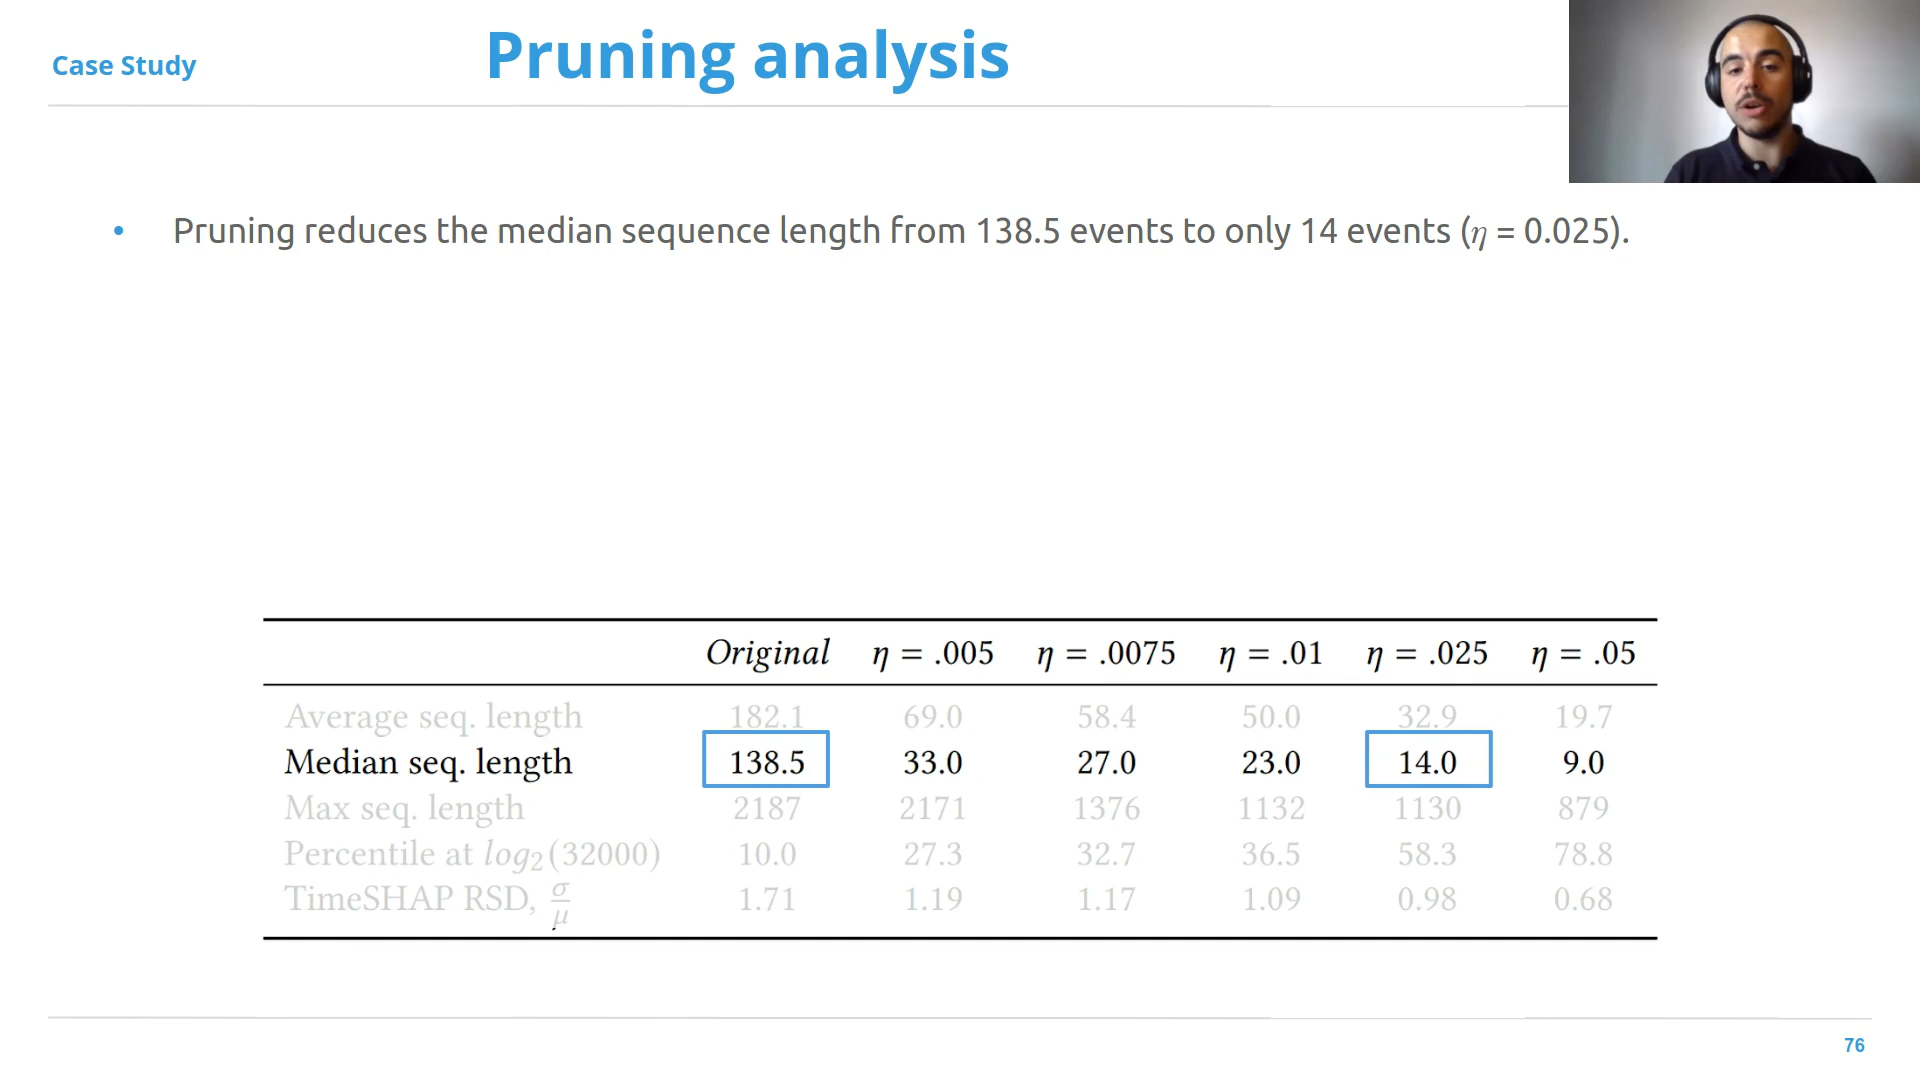 Case Study
Pruning analysis
• Pruning reduces the median sequence length from 138.5 events to only 14 events (η = 0.025).
Original η = .005 η = .0075 η = .01 η = .025 η = .05
Average seq. length 182.1 69.0 58.4 50.0 32.9 19.7
Median seq. length 138.5 33.0 27.0 23.0 14.0 9.0
Max seq. length 2187 2171 1376 1132 1130 879
Percentile at log₂(32000) 10.0 27.3 32.7 36.5 58.3 78.8
TimeSHAP RSD, σ/μ 1.71 1.19 1.17 1.09 0.98 0.68
76